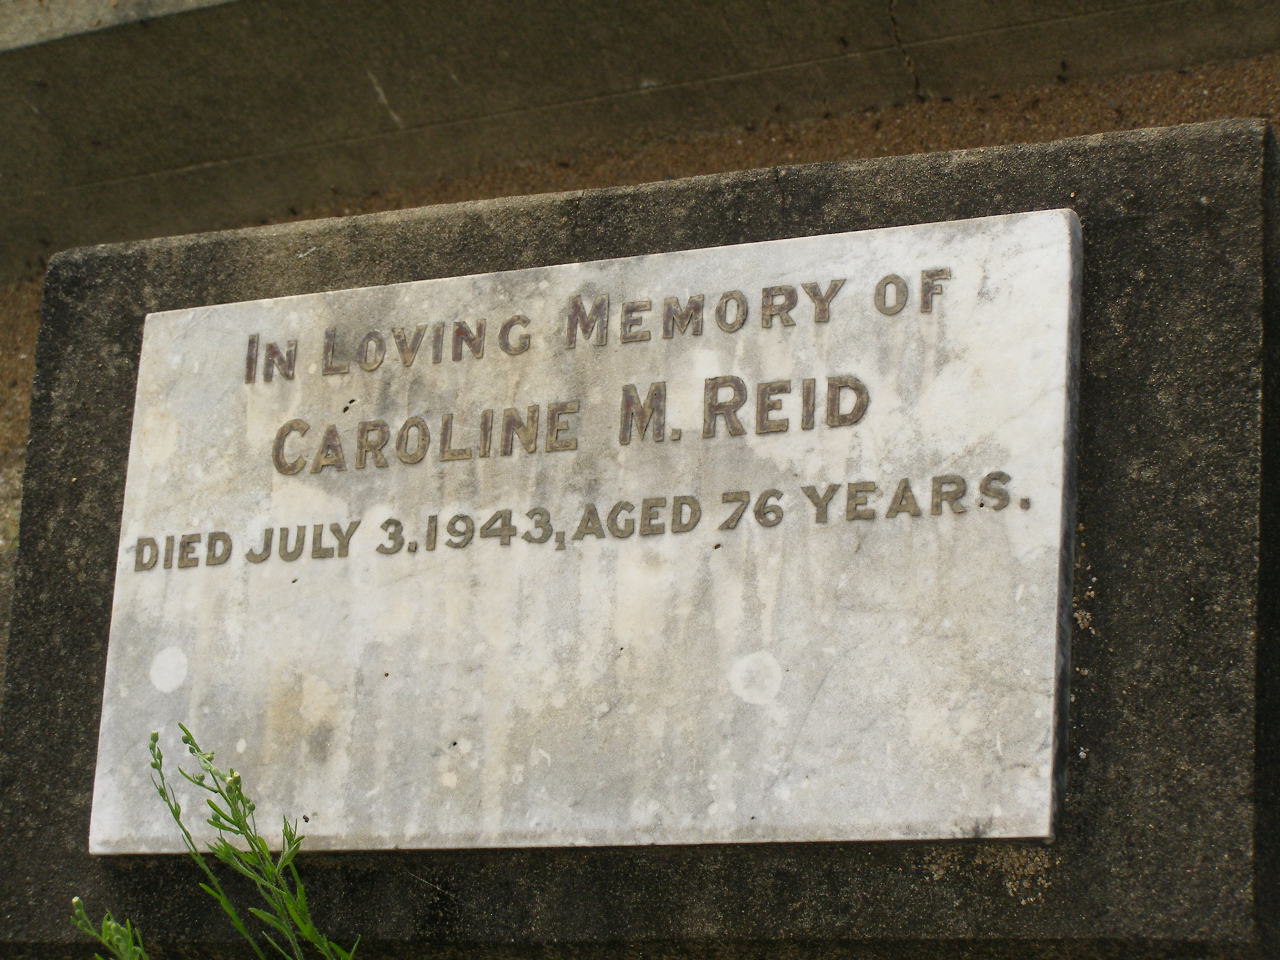 IN LOVING MEMORY OF
CAROLINE M. REID
DIED JULY 3. 1943, AGED 76 YEARS.